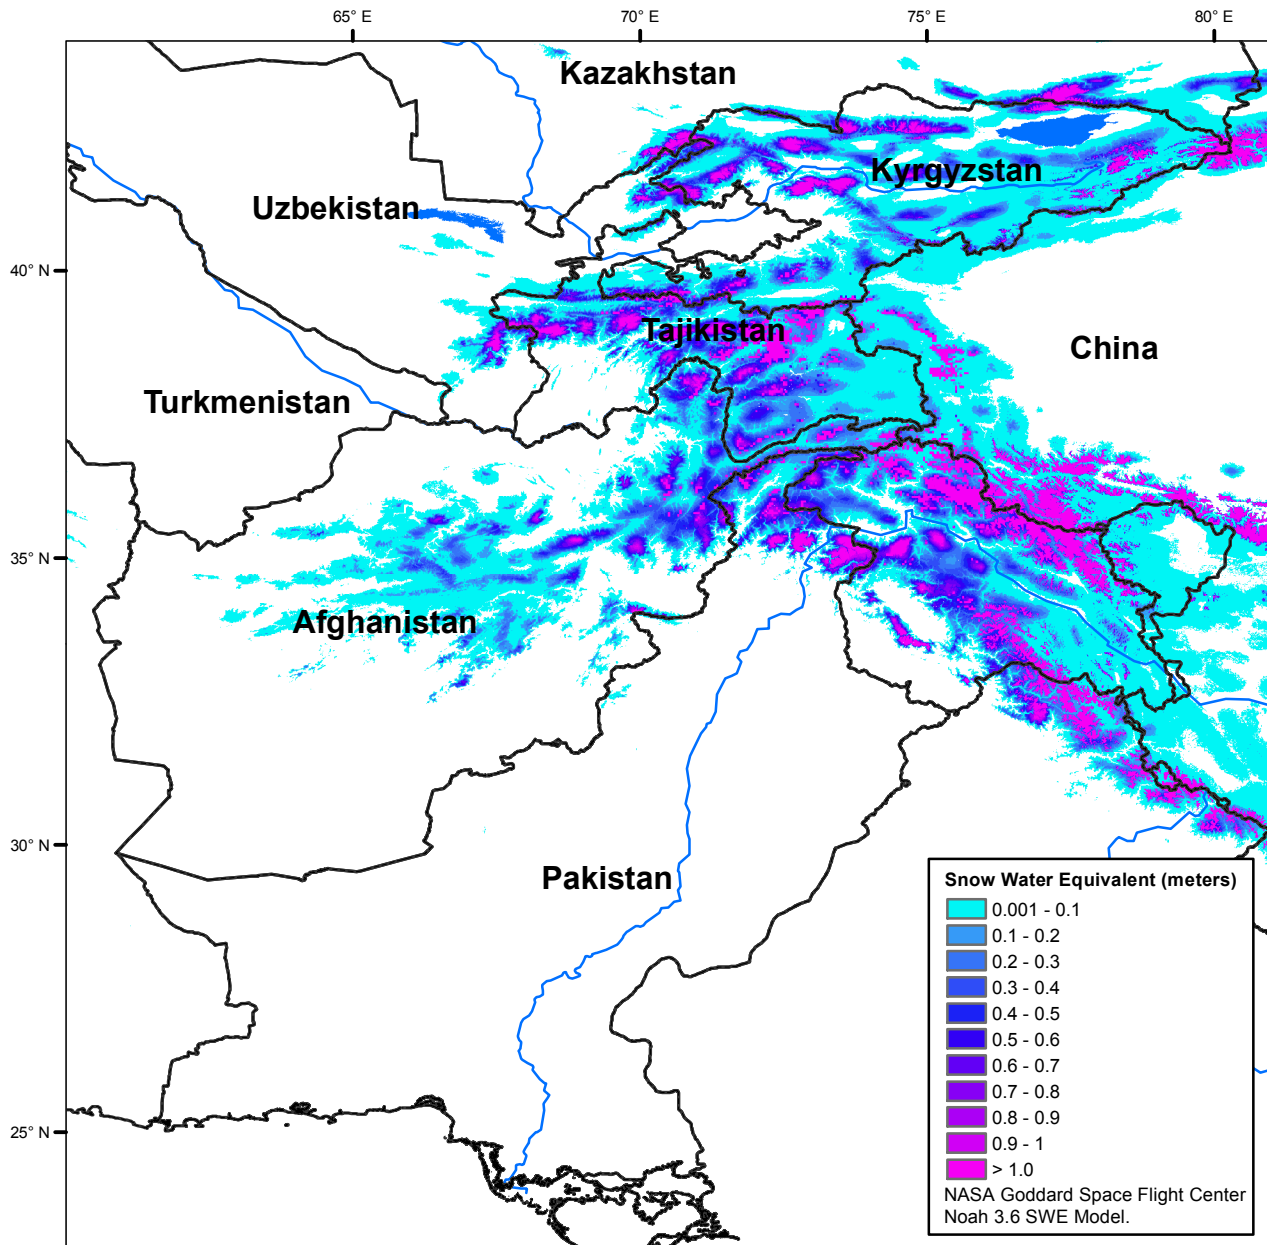 65° E
70° E
75° E
80° E
Kazakhstan
Kyrgyzstan
Uzbekistan
40° N
Tajikistan
China
Turkmenistan
35° N
Afghanistan
30° N
Pakistan
Snow Water Equivalent (meters)
0.001 - 0.1
0.1 - 0.2
0.2 - 0.3
0.3 - 0.4
0.4 - 0.5
0.5 - 0.6
0.6 - 0.7
0.7 - 0.8
0.8 - 0.9
0.9 - 1
> 1.0
NASA Goddard Space Flight Center
Noah 3.6 SWE Model.
25° N